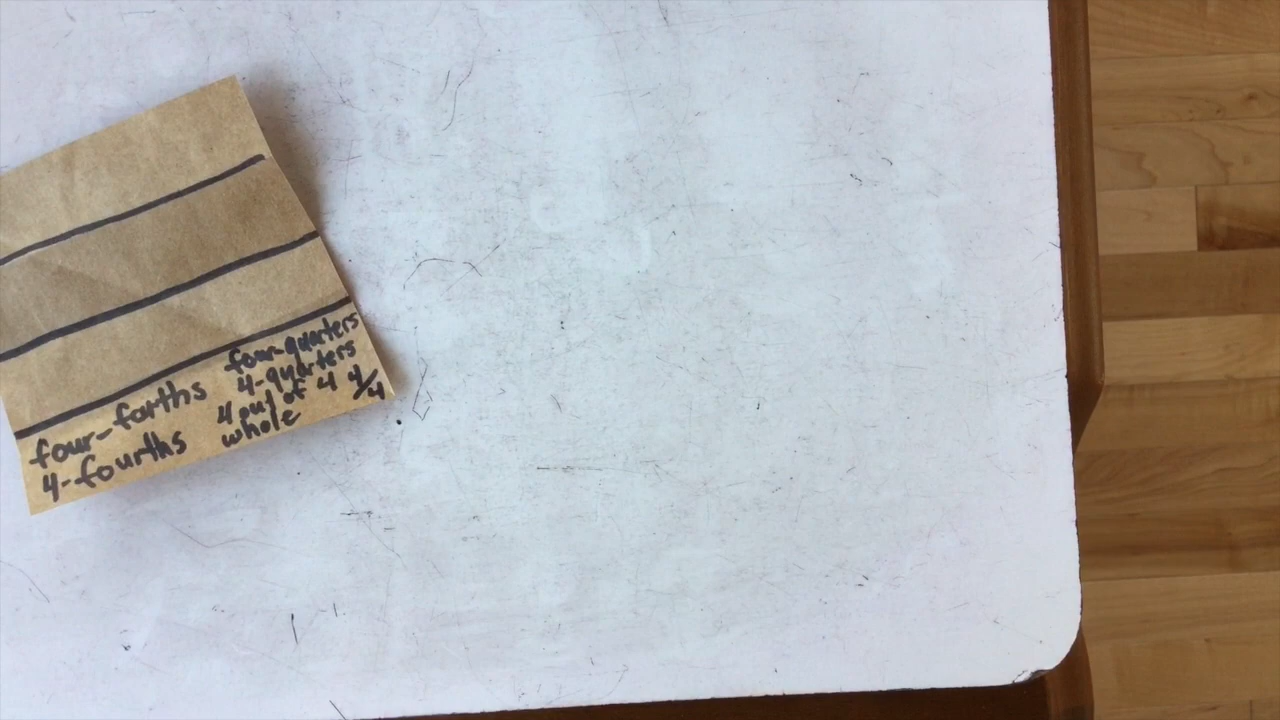 four-forths
4-fourths
four-quarters
4-quarters
4 out of 4 4/4
whole